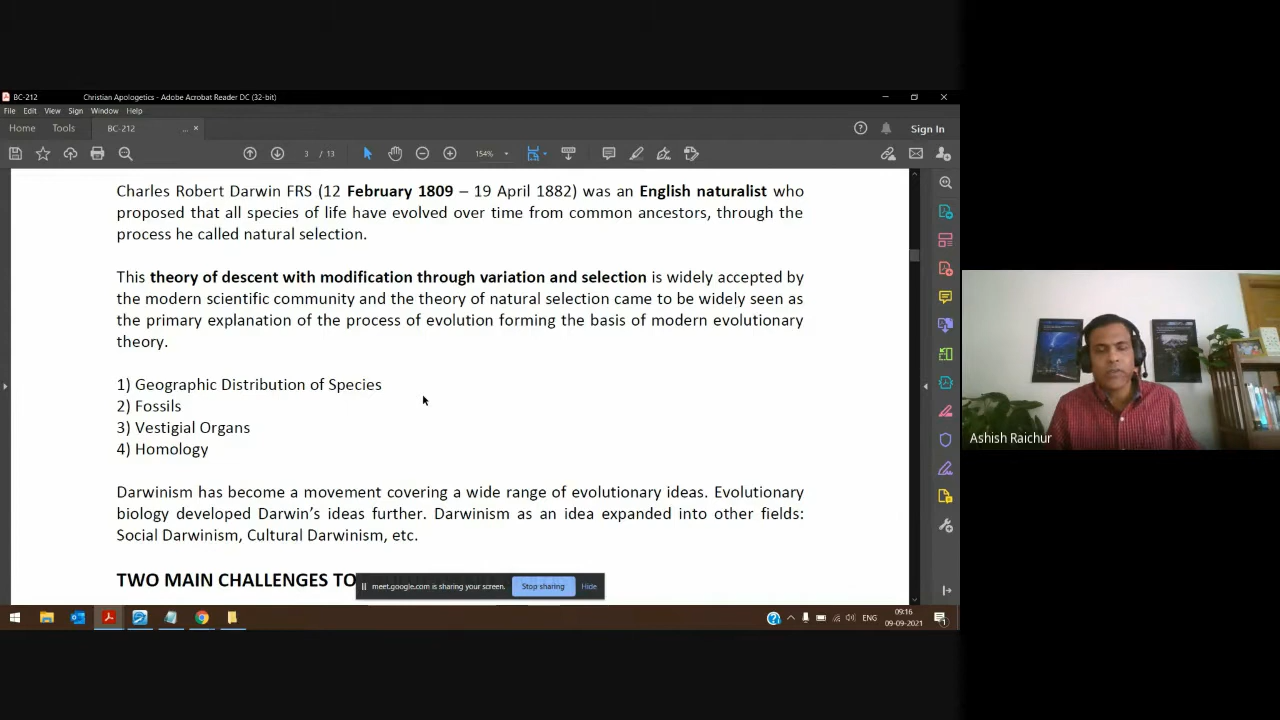 BC-212 Christian Apologetics - Adobe Acrobat Reader DC (32-bit)
File Edit View Sign Window Help
Home Tools BC-212 ... × Sign In
3 / 13 154%
Charles Robert Darwin FRS (12 February 1809 – 19 April 1882) was an English naturalist who
proposed that all species of life have evolved over time from common ancestors, through the
process he called natural selection.
This theory of descent with modification through variation and selection is widely accepted by
the modern scientific community and the theory of natural selection came to be widely seen as
the primary explanation of the process of evolution forming the basis of modern evolutionary
theory.
1) Geographic Distribution of Species
2) Fossils
3) Vestigial Organs
4) Homology
Ashish Raichur
Darwinism has become a movement covering a wide range of evolutionary ideas. Evolutionary
biology developed Darwin’s ideas further. Darwinism as an idea expanded into other fields:
Social Darwinism, Cultural Darwinism, etc.
TWO MAIN CHALLENGES TO
meet.google.com is sharing your screen. Stop sharing Hide
ENG 09:16
09-09-2021